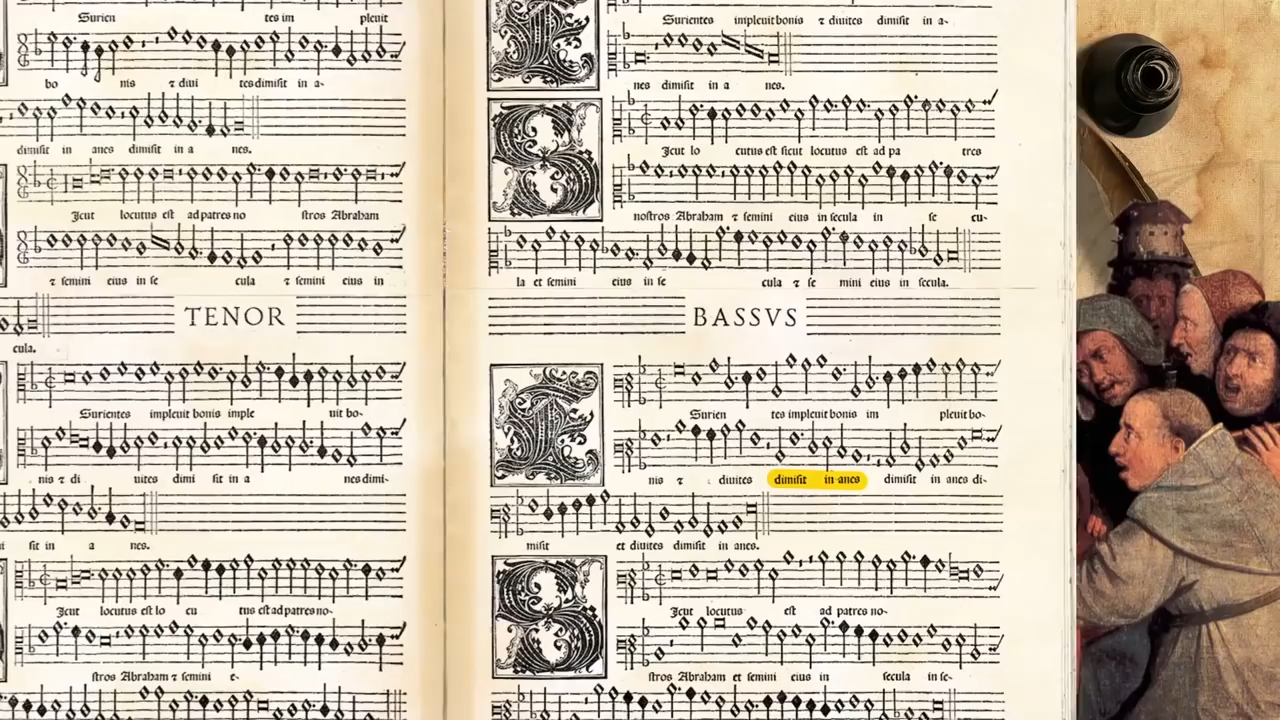 Surien tes im pleuit
bo nis ⁊ diui tes dimisit in a-
dimisit in anes dimisit in a nes.
Icut locutus est ad patres no stros Abraham
⁊ semini eius in se cula ⁊ semini eius in
TENOR
cula.
Surientes impleuit bonis imple uit bo-
nis ⁊ di uites dimi sit in a nes dimi-
sit in a nes.
Icut locutus est lo cu tus est ad patres no-
stros Abraham ⁊ semini e-
Surientes impleuit bonis ⁊ diuites dimisit in a-
nes dimisit in a nes.
Icut lo cutus est sicut locutus est ad pa tres
nostros Abraham ⁊ semini eius in secula in se cu-
la et semini eius in se cula ⁊ se mini eius in secula.
BASSVS
Surien tes impleuit bonis im pleuit bo-
nis ⁊ diuites dimisit in anes dimisit in anes di-
misit et diuites dimisit in anes.
Icut locutus est ad patres no-
stros Abraham et semini eius in secula in se-